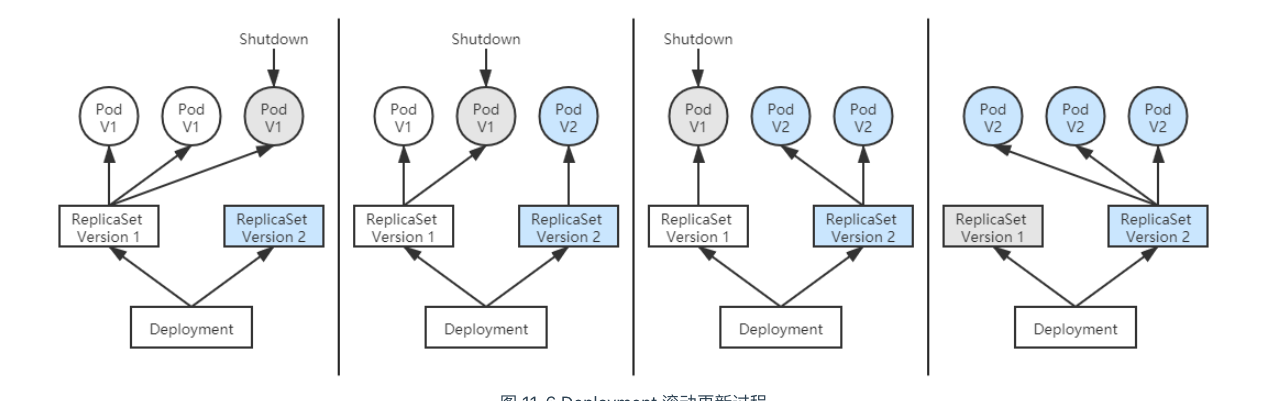 Shutdown
Pod
V1
Pod
V1
Pod
V1
ReplicaSet
Version 1
ReplicaSet
Version 2
Deployment
Shutdown
Pod
V1
Pod
V1
Pod
V2
ReplicaSet
Version 1
ReplicaSet
Version 2
Deployment
Shutdown
Pod
V1
Pod
V2
Pod
V2
ReplicaSet
Version 1
ReplicaSet
Version 2
Deployment
Pod
V2
Pod
V2
Pod
V2
ReplicaSet
Version 1
ReplicaSet
Version 2
Deployment
图 11-6 Deployment 滚动更新过程